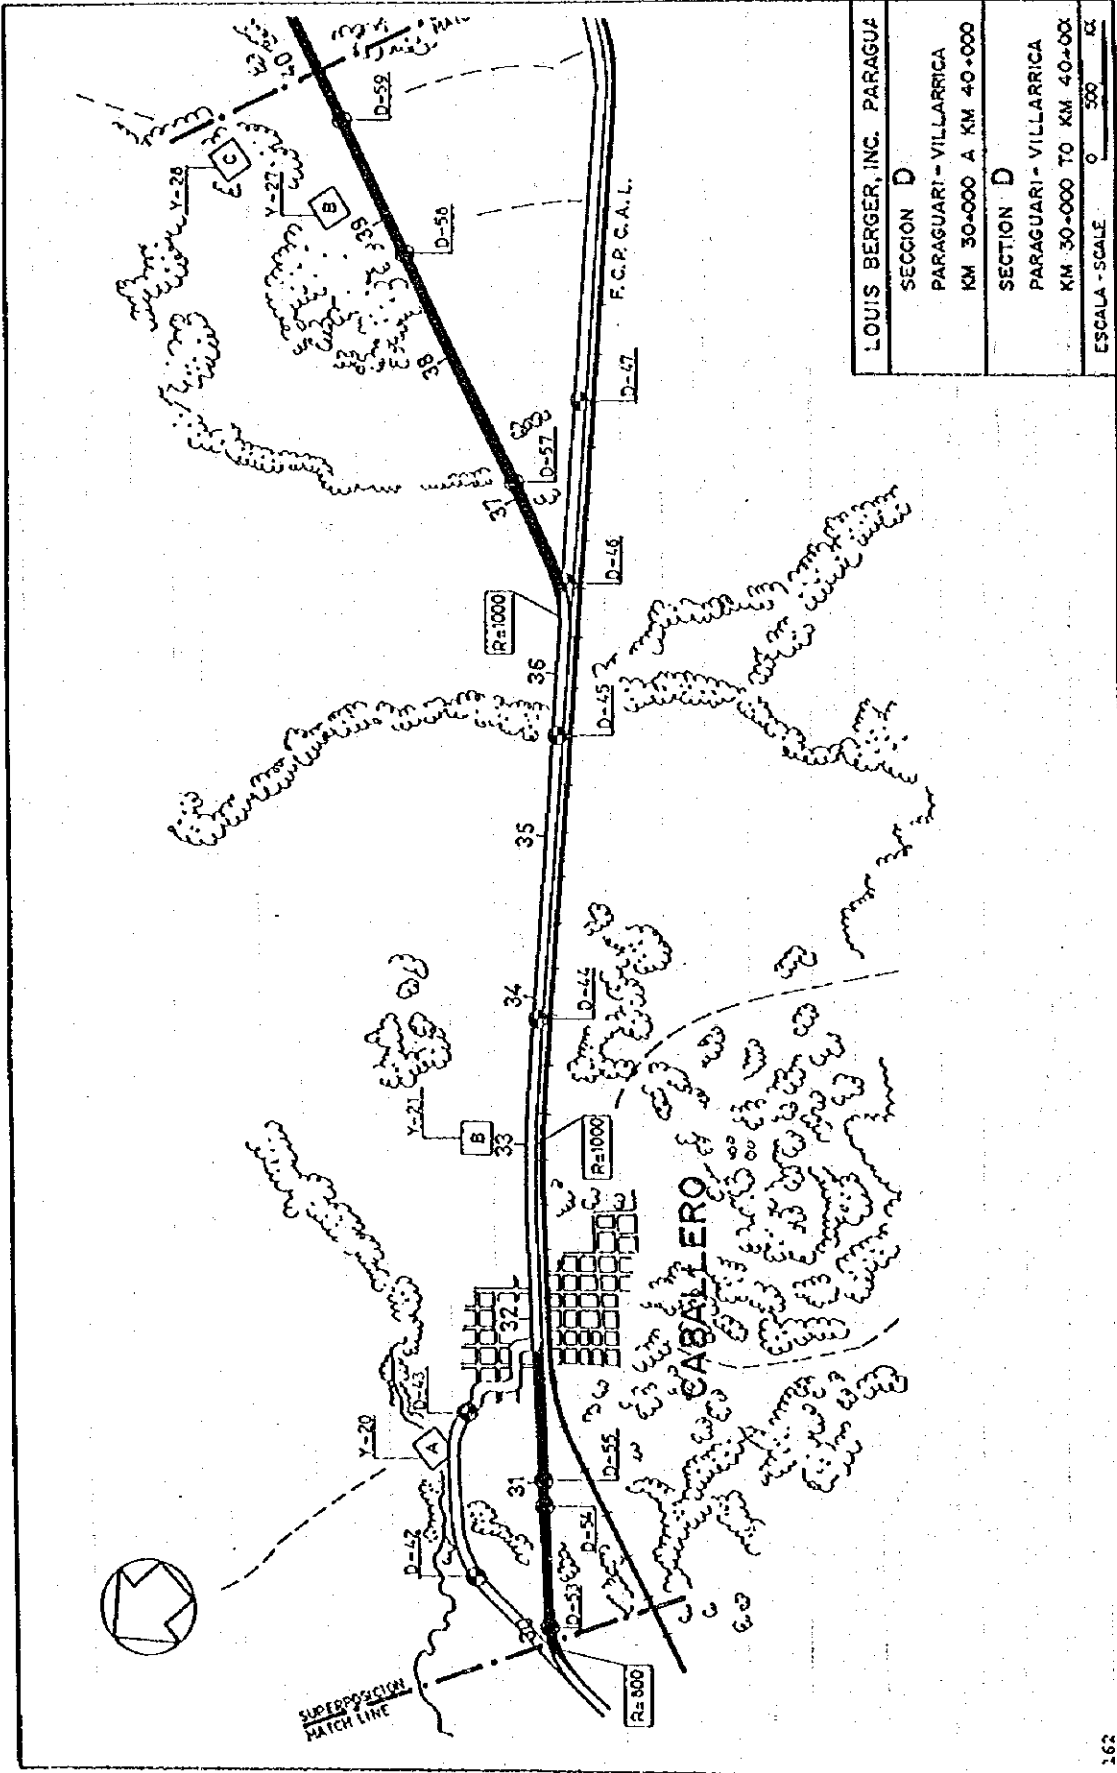 SUPERPOSICION
MATCH LINE
R=800
D-53
D-42
Y-20
A
D-43
D-54
D-55
31
32
CABALLERO
33
B
Y-21
R=1000
34
D-44
35
D-45
36
R=1000
D-46
37
D-57
D-47
38
F.C.P. C.A.L.
39
D-58
B
Y-27
C
Y-28
D-59
40
LOUIS BERGER, INC. PARAGUA
SECCION D
PARAGUARI - VILLARRICA
KM 30+000 A KM 40+000
SECTION D
PARAGUARI - VILLARRICA
KM 30+000 TO KM 40+000
ESCALA - SCALE 0 500
162